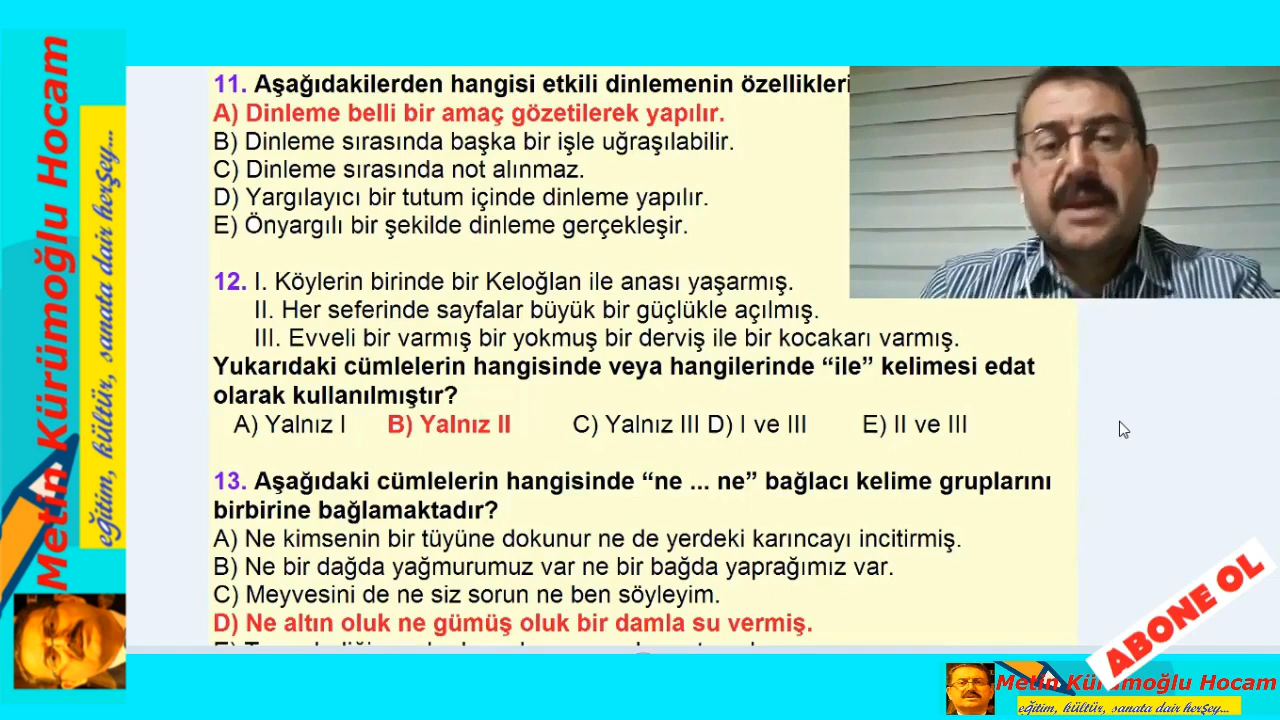 Metin Kürümoğlu Hocam
eğitim, kültür, sanata dair herşey...
11. Aşağıdakilerden hangisi etkili dinlemenin özellikleri
A) Dinleme belli bir amaç gözetilerek yapılır.
B) Dinleme sırasında başka bir işle uğraşılabilir.
C) Dinleme sırasında not alınmaz.
D) Yargılayıcı bir tutum içinde dinleme yapılır.
E) Önyargılı bir şekilde dinleme gerçekleşir.
12. I. Köylerin birinde bir Keloğlan ile anası yaşarmış.
II. Her seferinde sayfalar büyük bir güçlükle açılmış.
III. Evveli bir varmış bir yokmuş bir derviş ile bir kocakarı varmış.
Yukarıdaki cümlelerin hangisinde veya hangilerinde “ile” kelimesi edat
olarak kullanılmıştır?
A) Yalnız I B) Yalnız II C) Yalnız III D) I ve III E) II ve III
13. Aşağıdaki cümlelerin hangisinde “ne ... ne” bağlacı kelime gruplarını
birbirine bağlamaktadır?
A) Ne kimsenin bir tüyüne dokunur ne de yerdeki karıncayı incitirmiş.
B) Ne bir dağda yağmurumuz var ne bir bağda yaprağımız var.
C) Meyvesini de ne siz sorun ne ben söyleyim.
D) Ne altın oluk ne gümüş oluk bir damla su vermiş.
ABONE OL
Metin Kürümoğlu Hocam
eğitim, kültür, sanata dair herşey...